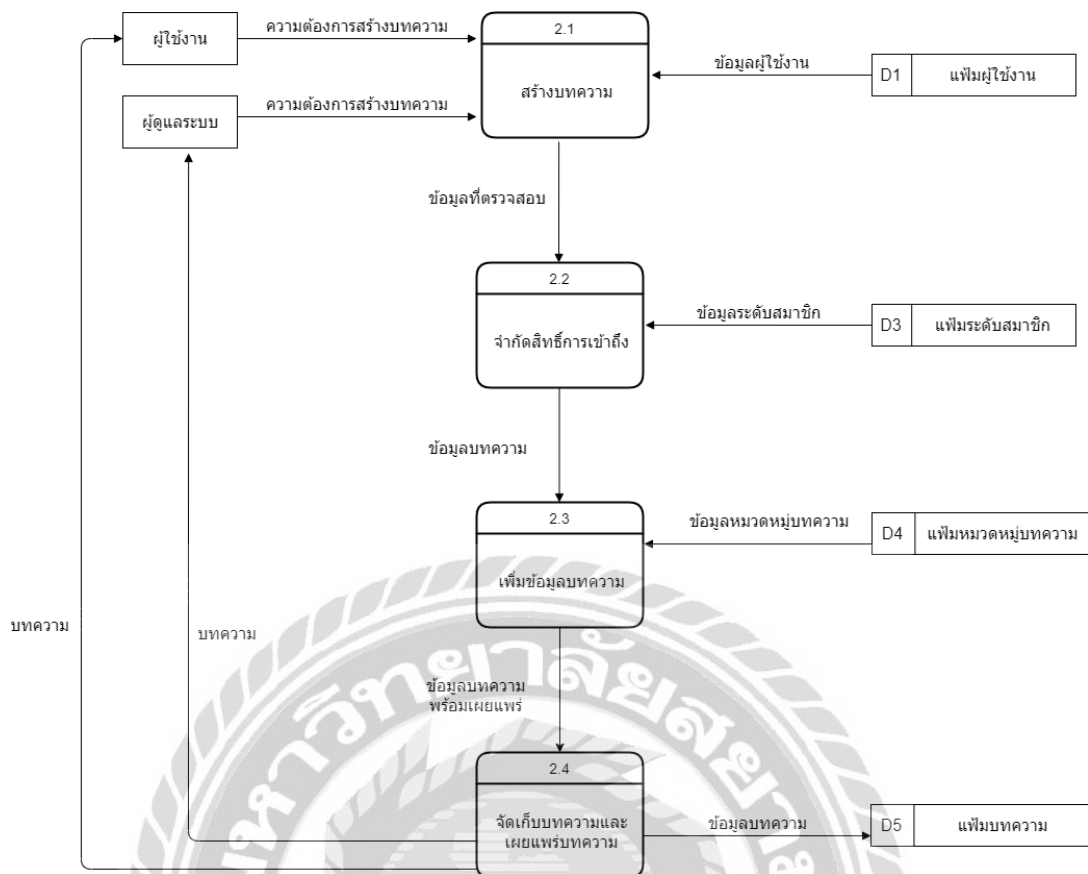 ผู้ใช้งาน
ความต้องการสร้างบทความ
2.1
สร้างบทความ
ข้อมูลผู้ใช้งาน
D1
แฟ้มผู้ใช้งาน
ผู้ดูแลระบบ
ความต้องการสร้างบทความ
ข้อมูลที่ตรวจสอบ
2.2
จำกัดสิทธิ์การเข้าถึง
ข้อมูลระดับสมาชิก
D3
แฟ้มระดับสมาชิก
ข้อมูลบทความ
2.3
เพิ่มข้อมูลบทความ
ข้อมูลหมวดหมู่บทความ
D4
แฟ้มหมวดหมู่บทความ
บทความ
บทความ
ข้อมูลบทความ
พร้อมเผยแพร่
2.4
จัดเก็บบทความและ
เผยแพร่บทความ
ข้อมูลบทความ
D5
แฟ้มบทความ
มหาวิทยาลัยสยาม